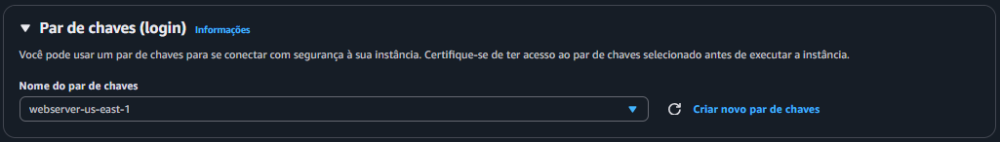 Par de chaves (login) Informações
Você pode usar um par de chaves para se conectar com segurança à sua instância. Certifique-se de ter acesso ao par de chaves selecionado antes de executar a instância.
Nome do par de chaves
webserver-us-east-1
Criar novo par de chaves